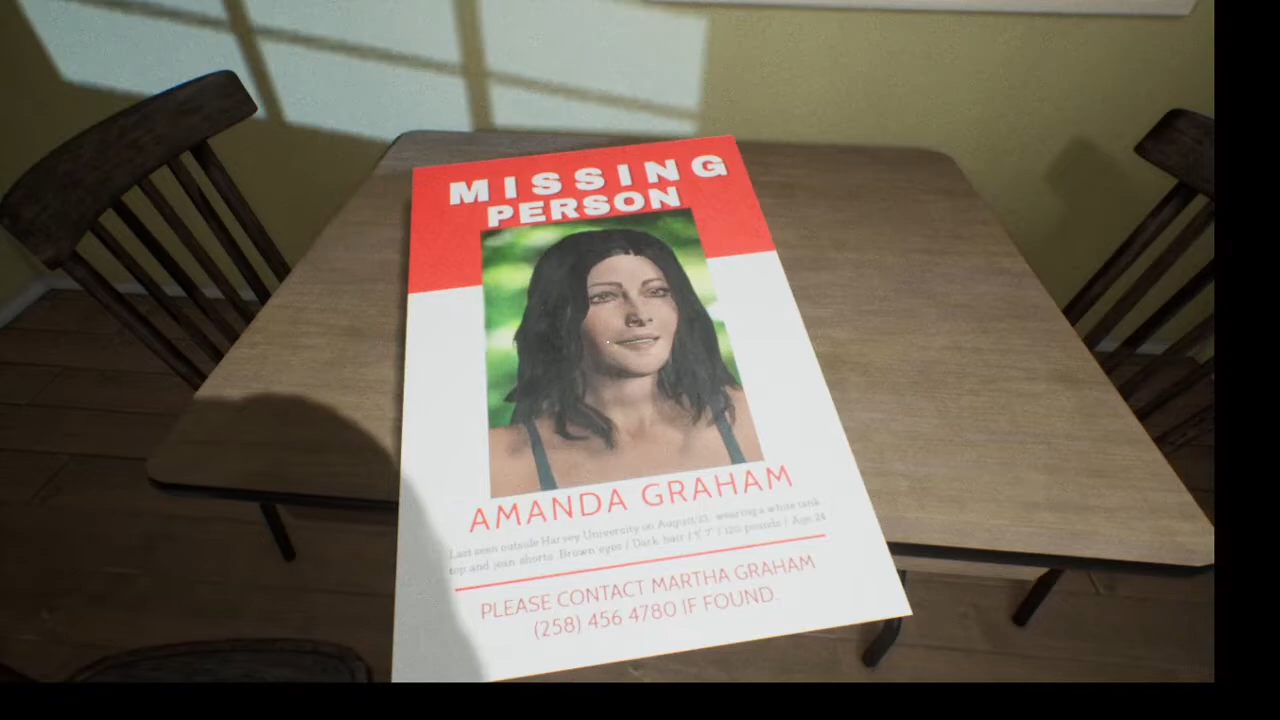 MISSING
PERSON
AMANDA GRAHAM
Last seen outside Harvey University on August 21, wearing a white tank
top and jean shorts. Brown eyes / Dark hair / 5' 7" / 120 pounds / Age 24
PLEASE CONTACT MARTHA GRAHAM
(258) 456 4780 IF FOUND.